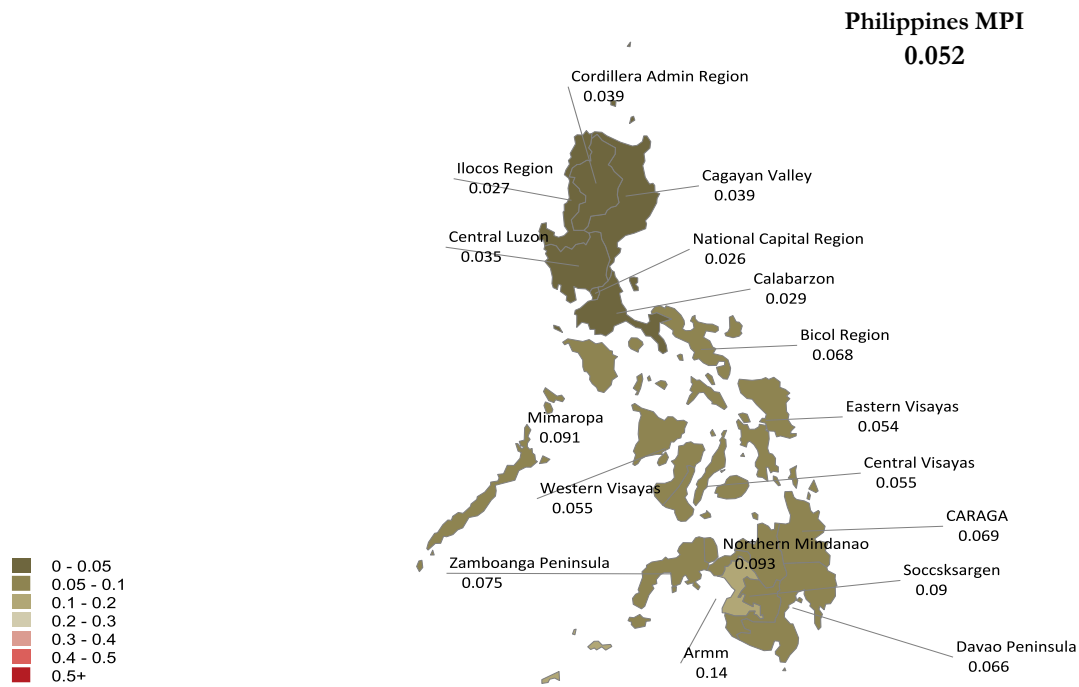 Philippines MPI
0.052
Cordillera Admin Region
0.039
Ilocos Region
0.027
Cagayan Valley
0.039
Central Luzon
0.035
National Capital Region
0.026
Calabarzon
0.029
Bicol Region
0.068
Mimaropa
0.091
Eastern Visayas
0.054
Western Visayas
0.055
Central Visayas
0.055
CARAGA
0.069
Northern Mindanao
0.093
Zamboanga Peninsula
0.075
Soccsksargen
0.09
Armm
0.14
Davao Peninsula
0.066
0 - 0.05
0.05 - 0.1
0.1 - 0.2
0.2 - 0.3
0.3 - 0.4
0.4 - 0.5
0.5+